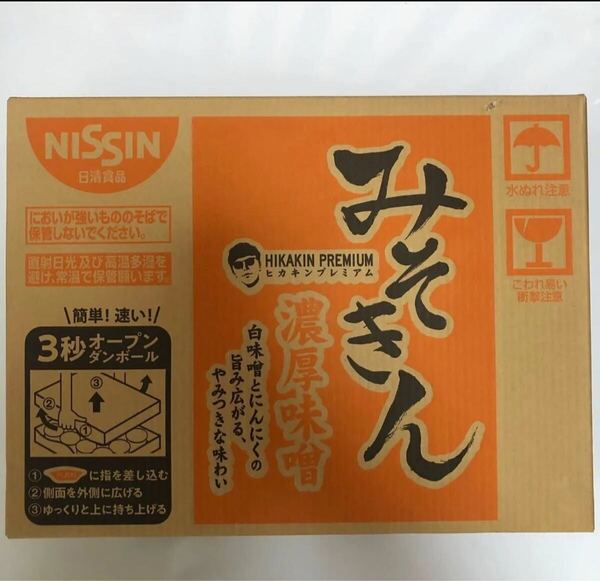 NISSIN
日清食品
においが強いもののそばで
保管しないでください。
直射日光及び高温多湿を
避け、常温で保管願います。
簡単！速い！
3秒オープン
ダンボール
③
②
①
①
に指を差し込む
②側面を外側に広げる
③ゆっくりと上に持ち上げる
みそきん
HIKAKIN PREMIUM
ヒカキンプレミアム
濃厚味噌
白味噌とにんにくの
旨み広がる、
やみつきな味わい
水ぬれ注意
こわれ易い
衝撃注意